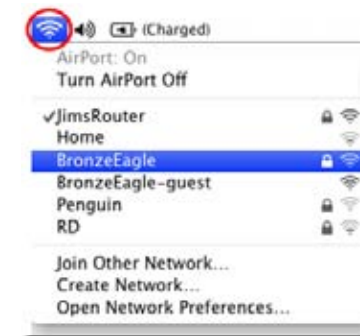 (Charged)
AirPort: On
Turn AirPort Off
✓JimsRouter
Home
BronzeEagle
BronzeEagle-guest
Penguin
RD
Join Other Network...
Create Network...
Open Network Preferences...